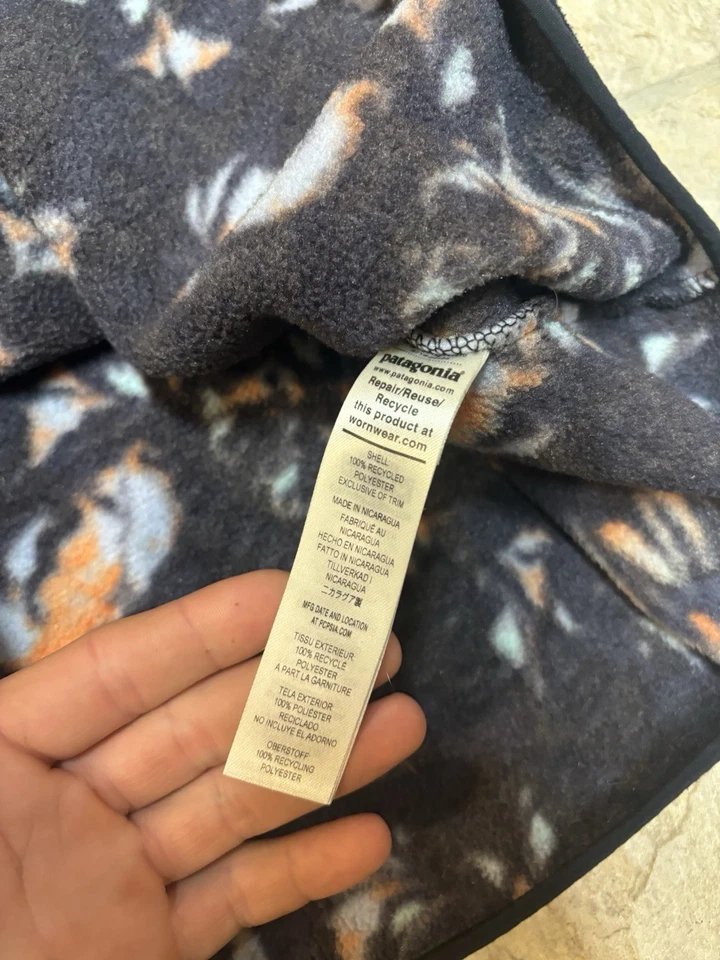 patagonia®
www.patagonia.com
Repair/Reuse/
Recycle
this product at
wornwear.com
SHELL:
100% RECYCLED
POLYESTER
EXCLUSIVE OF TRIM
MADE IN NICARAGUA
FABRIQUÉ AU
NICARAGUA
HECHO EN NICARAGUA
FATTO IN NICARAGUA
TILLVERKAD I
NICARAGUA
ニカラグア製
MFG DATE AND LOCATION
AT PCPSIA.COM
TISSU EXTERIEUR:
100% RECYCLÉ
POLYESTER
A PART LA GARNITURE
TELA EXTERIOR:
100% POLIÉSTER
RECICLADO
NO INCLUYE EL ADORNO
OBERSTOFF:
100% RECYCLING
POLYESTER